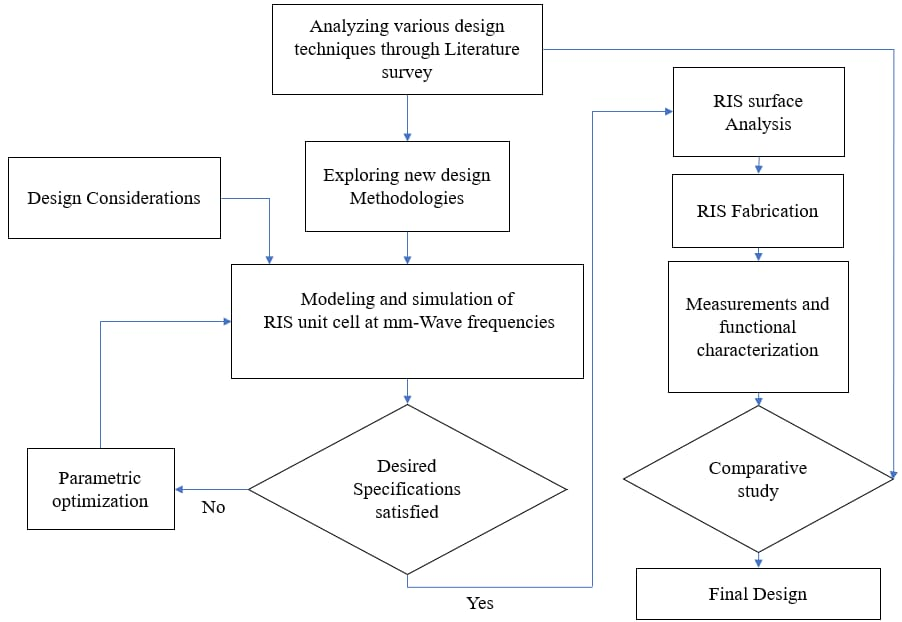 Analyzing various design
techniques through Literature
survey
Exploring new design
Methodologies
Design Considerations
Modeling and simulation of
RIS unit cell at mm-Wave frequencies
Desired
Specifications
satisfied
No
Parametric
optimization
Yes
RIS surface
Analysis
RIS Fabrication
Measurements and
functional
characterization
Comparative
study
Final Design